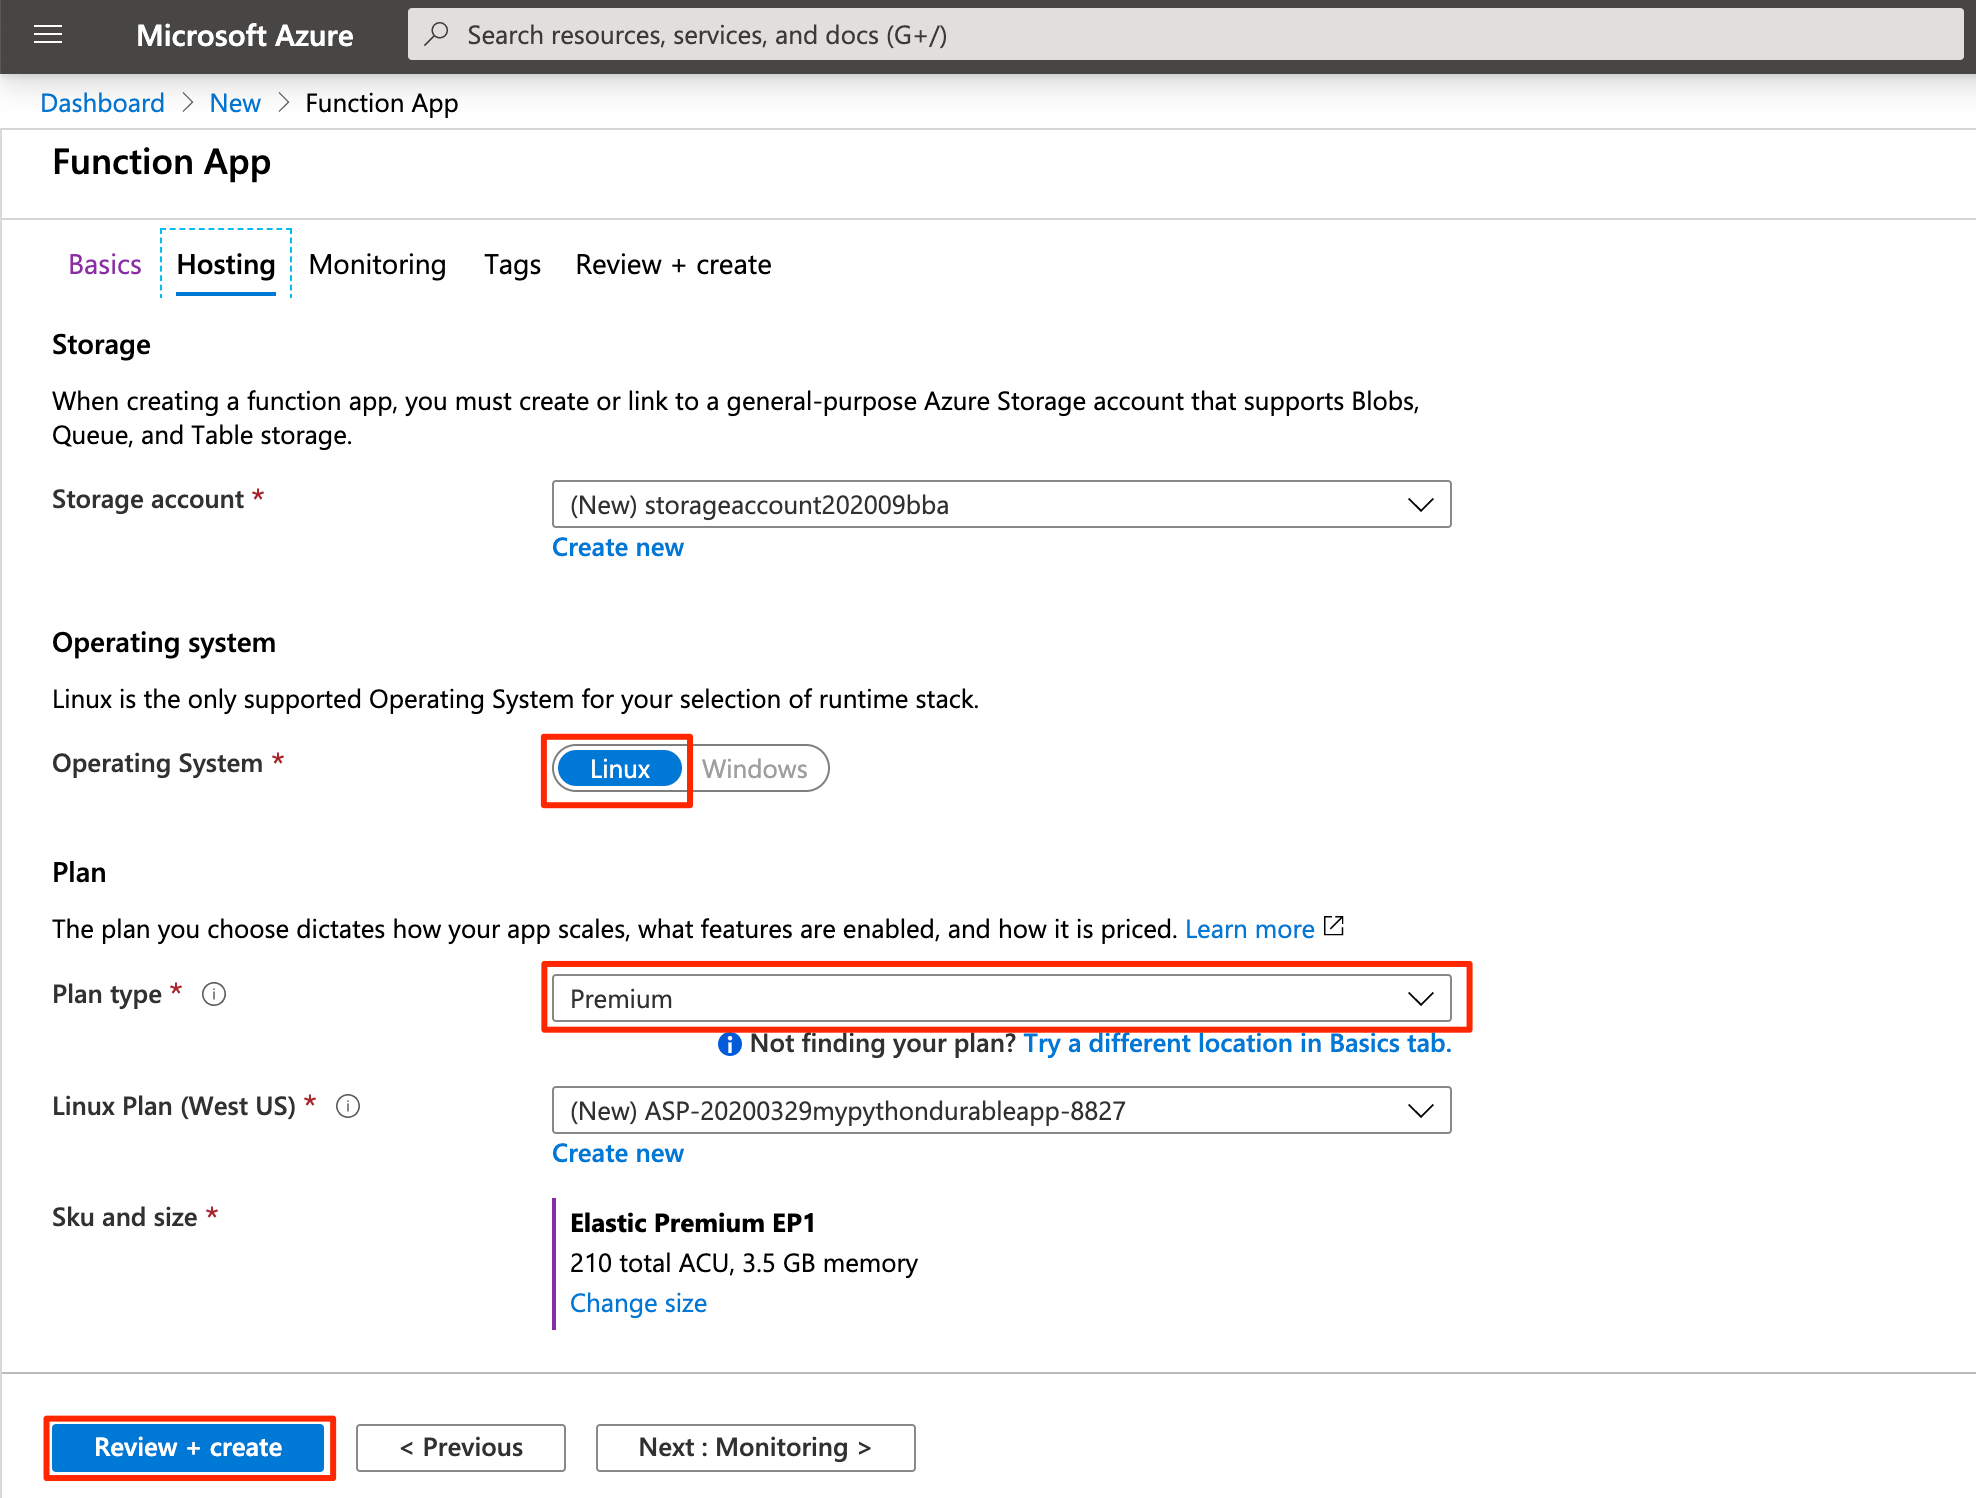 Microsoft Azure
Search resources, services, and docs (G+/)
Dashboard > New > Function App
Function App
Basics Hosting Monitoring Tags Review + create
Storage
When creating a function app, you must create or link to a general-purpose Azure Storage account that supports Blobs,
Queue, and Table storage.
Storage account *
(New) storageaccount202009bba
Create new
Operating system
Linux is the only supported Operating System for your selection of runtime stack.
Operating System *
Linux Windows
Plan
The plan you choose dictates how your app scales, what features are enabled, and how it is priced. Learn more
Plan type *
Premium
Not finding your plan? Try a different location in Basics tab.
Linux Plan (West US) *
(New) ASP-20200329mypythondurableapp-8827
Create new
Sku and size *
Elastic Premium EP1
210 total ACU, 3.5 GB memory
Change size
Review + create
< Previous
Next : Monitoring >